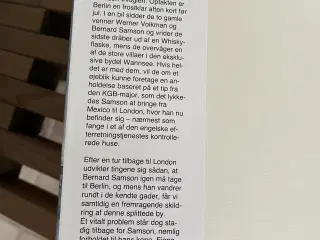 Berlin en frostklar aften kort før
jul. I en bil sidder de to gamle
venner Werner Volkman og
Bernard Samson og vrider de
sidste dråber ud af en Whisky-
flaske, mens de overvåger en
af de store villaer i den eksklu-
sive bydel Wannsee. Hvis hel-
det er med dem, vil de om et
øjeblik kunne foretage en an-
holdelse baseret på et tip fra
den KGB-major, som det lykke-
des Samson at bringe fra
Mexico til London, hvor han nu
befinder sig – nærmest som
fange i et af den engelske ef-
terretningstjenestes kontrolle-
rede huse.
Efter en tur tilbage til London
udvikler tingene sig sådan, at
Bernard Samson igen må tage
til Berlin, og mens han vandrer
rundt i de kendte gader, får vi
samtidig en fremragende skild-
ring af denne splittede by.
Et vitalt problem står dog sta-
dig tilbage for Samson, nemlig
forholdet til hans kone, Fiona